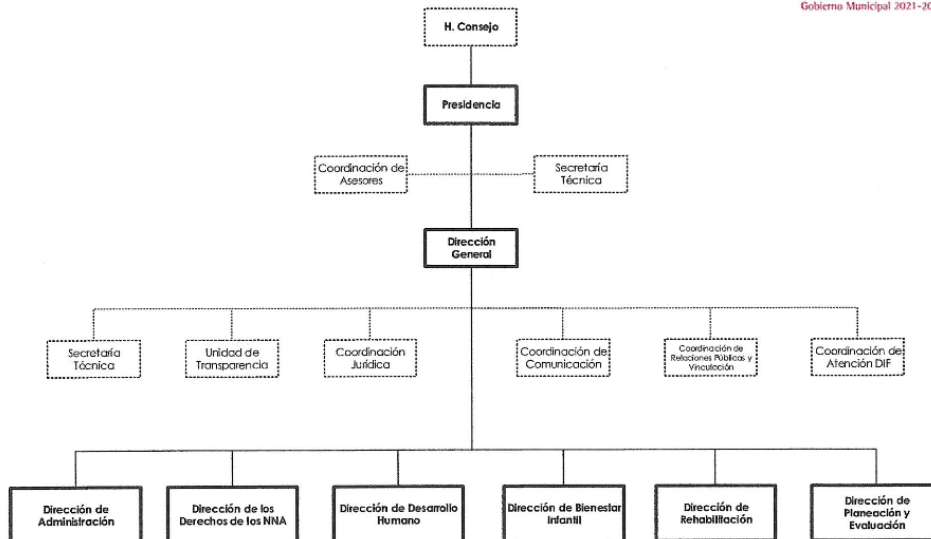 Gobierno Municipal 2021-20
H. Consejo
Presidencia
Coordinación de
Asesores
Secretaría
Técnica
Dirección
General
Secretaría
Técnica
Unidad de
Transparencia
Coordinación
Jurídica
Coordinación de
Comunicación
Coordinación de
Relaciones Públicas y
Vinculación
Coordinación de
Atención DIF
Dirección de
Administración
Dirección de los
Derechos de los NNA
Dirección de Desarrollo
Humano
Dirección de Bienestar
Infantil
Dirección de
Rehabilitación
Dirección de
Planeación y
Evaluación